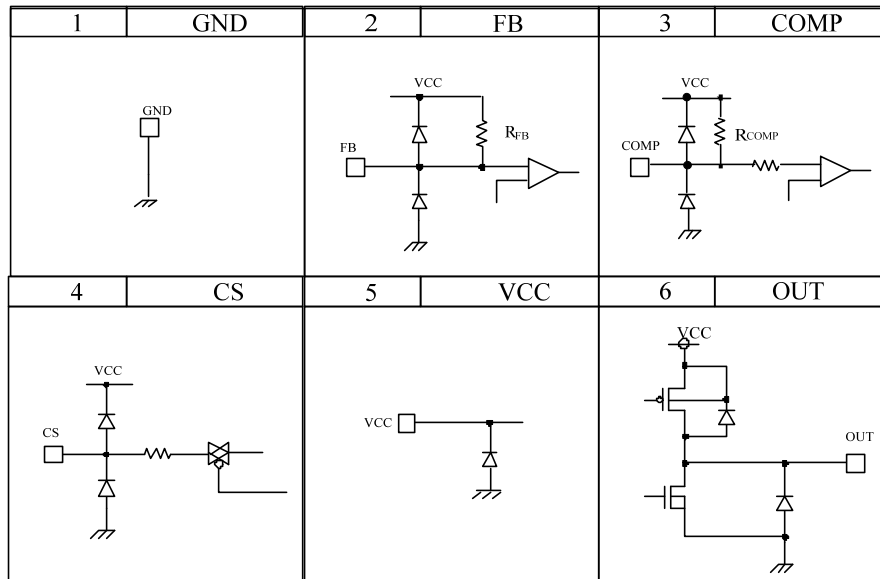 1 GND 2 FB 3 COMP
GND
VCC
FB
RFB
VCC
COMP
RCOMP
4 CS 5 VCC 6 OUT
VCC
CS
VCC
VCC
OUT